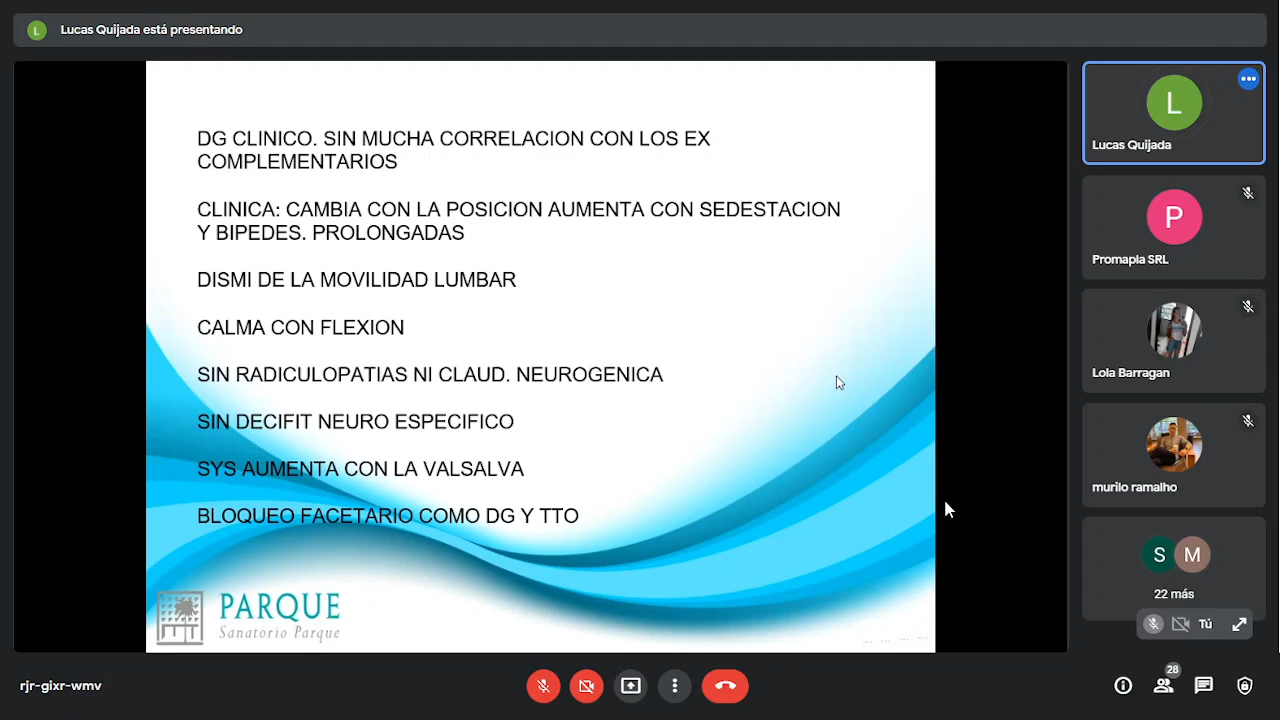 L
Lucas Quijada está presentando
DG CLINICO. SIN MUCHA CORRELACION CON LOS EX
COMPLEMENTARIOS
CLINICA: CAMBIA CON LA POSICION AUMENTA CON SEDESTACION
Y BIPEDES. PROLONGADAS
DISMI DE LA MOVILIDAD LUMBAR
CALMA CON FLEXION
SIN RADICULOPATIAS NI CLAUD. NEUROGENICA
SIN DECIFIT NEURO ESPECIFICO
SYS AUMENTA CON LA VALSALVA
BLOQUEO FACETARIO COMO DG Y TTO
PARQUE
Sanatorio Parque
L
Lucas Quijada
P
Promapla SRL
Lola Barragan
murilo ramalho
S M
22 más
Tú
rjr-gixr-wmv
28